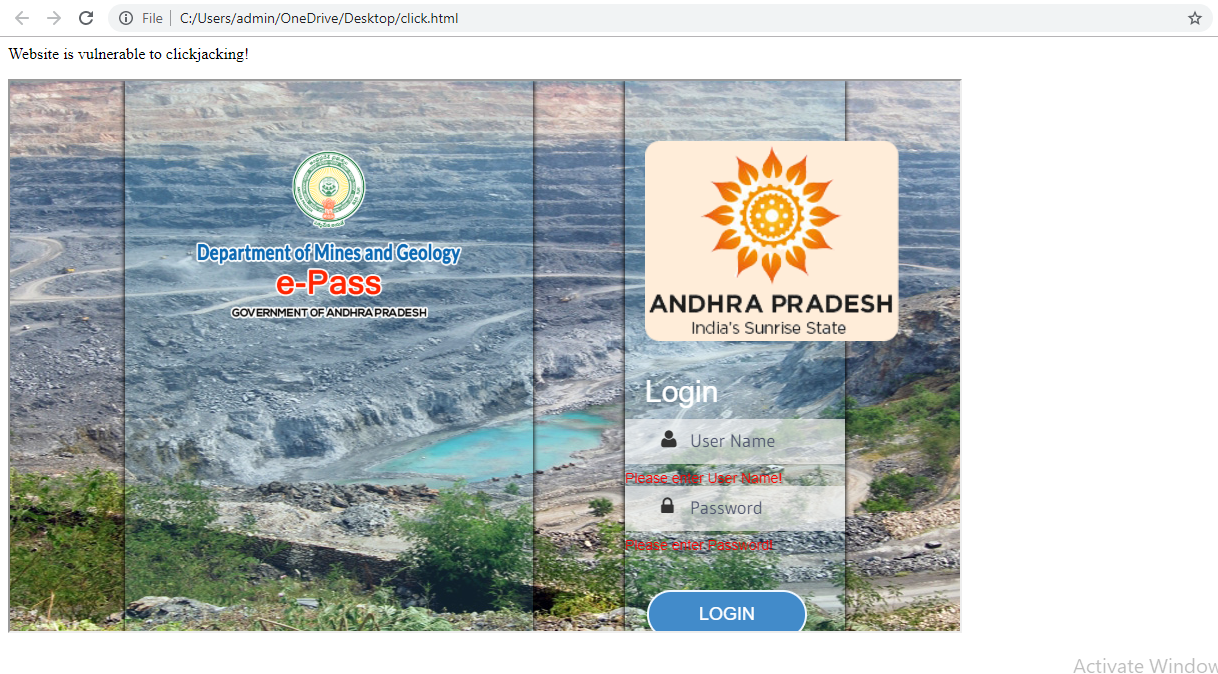 File | C:/Users/admin/OneDrive/Desktop/click.html
Website is vulnerable to clickjacking!
Department of Mines and Geology
e-Pass
GOVERNMENT OF ANDHRA PRADESH
ANDHRA PRADESH
India's Sunrise State
Login
User Name
Please enter User Name!
Password
Please enter Password!
LOGIN
Activate Window